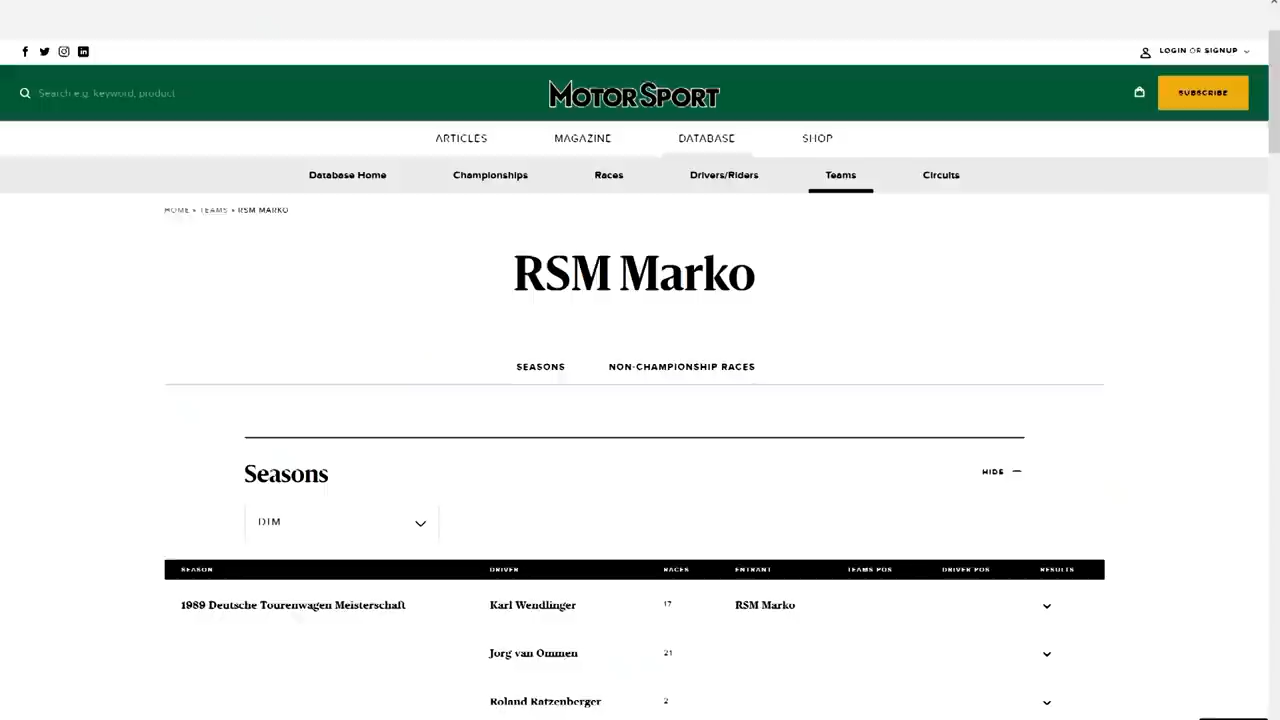 LOGIN OR SIGNUP
Search e.g. keyword, product
MOTOR SPORT
SUBSCRIBE
ARTICLES MAGAZINE DATABASE SHOP
Database Home Championships Races Drivers/Riders Teams Circuits
HOME » TEAMS » RSM MARKO
RSM Marko
SEASONS NON-CHAMPIONSHIP RACES
Seasons
HIDE
DTM
SEASON DRIVER RACES ENTRANT TEAMS POS DRIVER POS RESULTS
1989 Deutsche Tourenwagen Meisterschaft Karl Wendlinger 17 RSM Marko
Jorg van Ommen 21
Roland Ratzenberger 2